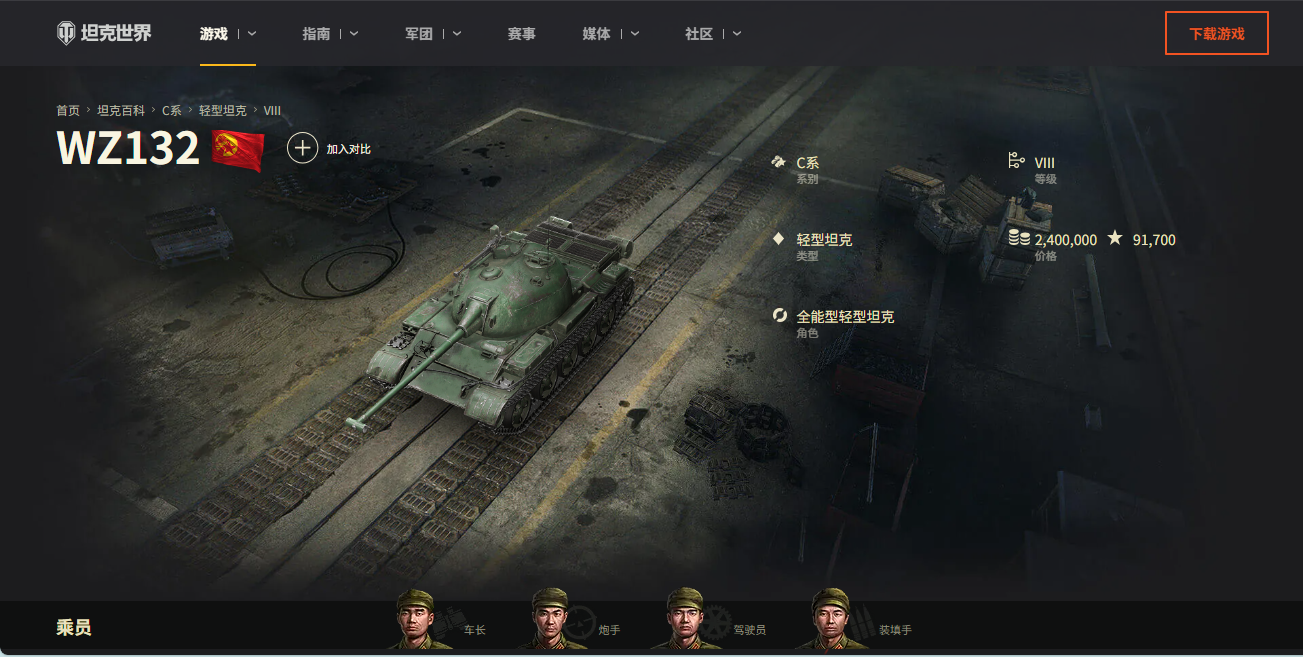 坦克世界 游戏 指南 军团 赛事 媒体 社区 下载游戏
首页 > 坦克百科 > C系 > 轻型坦克 > VIII
WZ132 加入对比
C系 VIII
系别 等级
轻型坦克 2,400,000 91,700
类型 价格
全能型轻型坦克
角色
乘员 车长 炮手 驾驶员 装填手